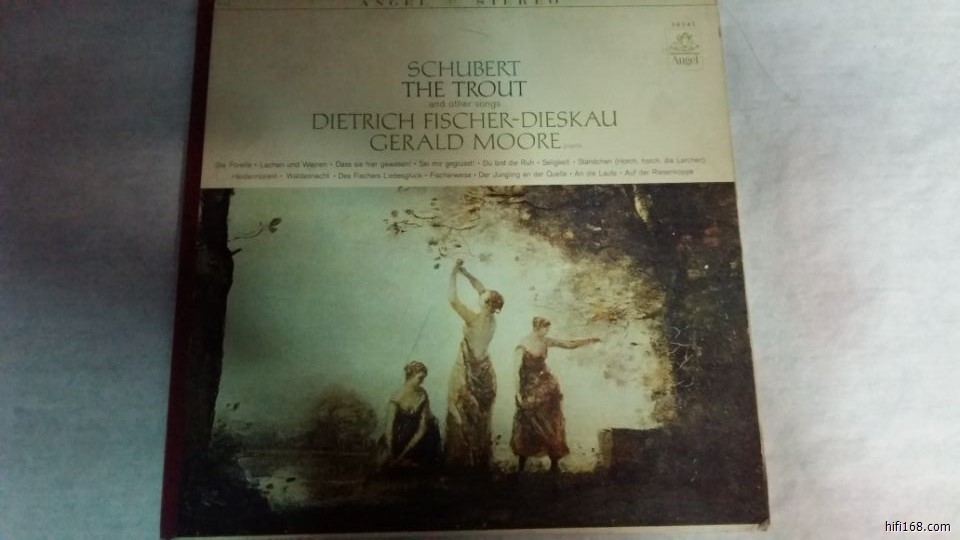 ANGEL STEREO
Angel
SCHUBERT
THE TROUT
and other songs
DIETRICH FISCHER-DIESKAU
GERALD MOORE piano
Die Forelle • Lachen und Weinen • Dass sie hier gewesen! • Sei mir gegrüsst! • Du bist die Ruh • Seligkeit • Ständchen (Horch, horch, die Lerchen)
Heidenröslein • Waldesnacht • Des Fischers Liebesglück • Fischerweise • Der Jüngling an der Quelle • An die Laute • Auf der Riesenkoppe
hifi168.com